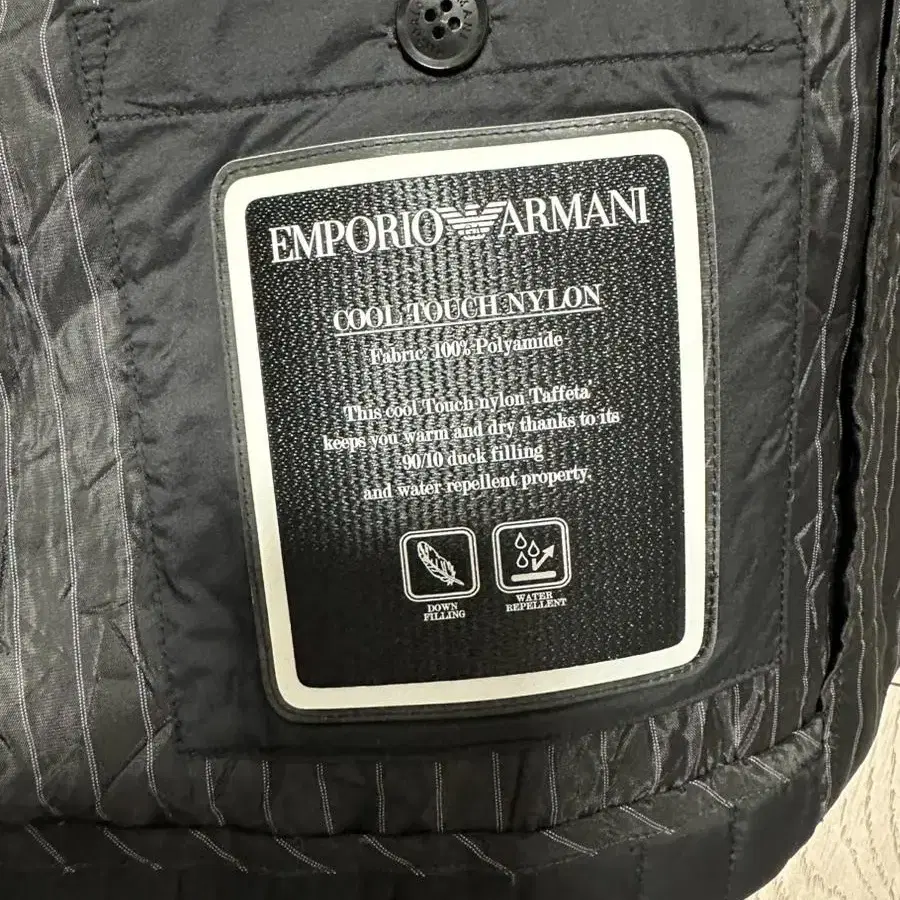 EMPORIO ARMANI
COOL TOUCH NYLON
Fabric: 100% Polyamide
This cool Touch nylon Taffeta
keeps you warm and dry thanks to its
90/10 duck filling
and water repellent property.
DOWN
FILLING
WATER
REPELLENT